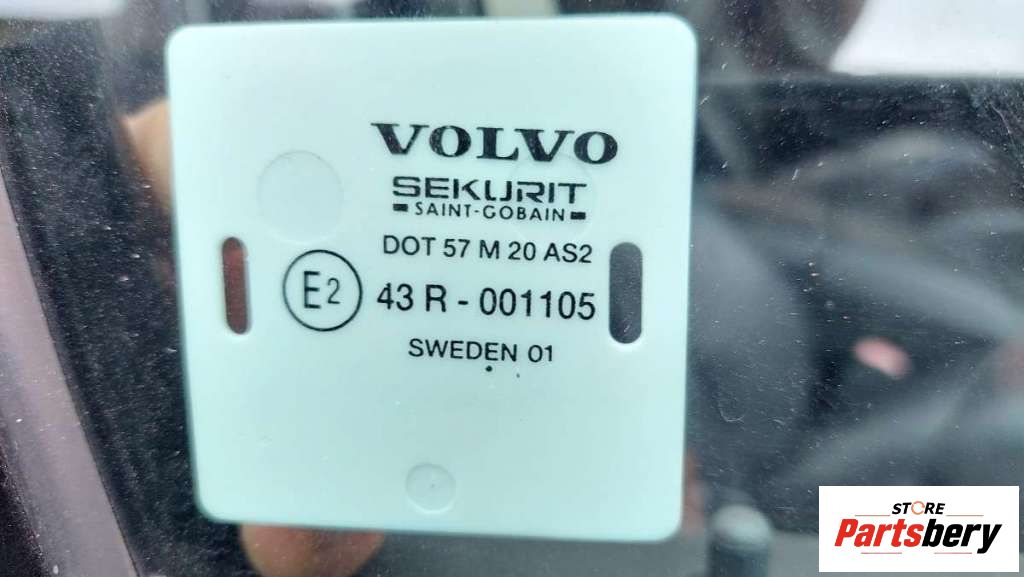 VOLVO
SEKURIT
SAINT-GOBAIN
DOT 57 M 20 AS2
E2 43 R - 001105
SWEDEN 01
STORE
Partsbery